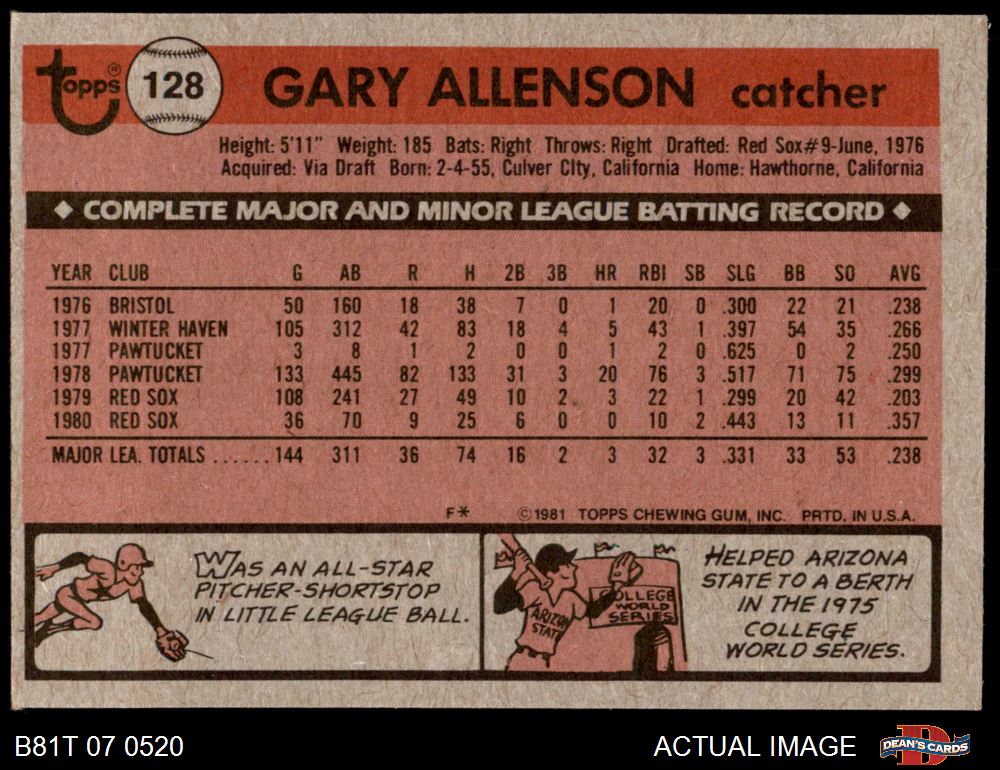 topps® 128 GARY ALLENSON catcher
Height: 5'11" Weight: 185 Bats: Right Throws: Right Drafted: Red Sox#9-June, 1976
Acquired: Via Draft Born: 2-4-55, Culver CIty, California Home: Hawthorne, California
◆ COMPLETE MAJOR AND MINOR LEAGUE BATTING RECORD ◆
YEAR CLUB G AB R H 2B 3B HR RBI SB SLG BB SO AVG
1976 BRISTOL 50 160 18 38 7 0 1 20 0 .300 22 21 .238
1977 WINTER HAVEN 105 312 42 83 18 4 5 43 1 .397 54 35 .266
1977 PAWTUCKET 3 8 1 2 0 0 1 2 0 .625 0 2 .250
1978 PAWTUCKET 133 445 82 133 31 3 20 76 3 .517 71 75 .299
1979 RED SOX 108 241 27 49 10 2 3 22 1 .299 20 42 .203
1980 RED SOX 36 70 9 25 6 0 0 10 2 .443 13 11 .357
MAJOR LEA. TOTALS ...... 144 311 36 74 16 2 3 32 3 .331 33 53 .238
F* ©1981 TOPPS CHEWING GUM, INC. PRTD. IN U.S.A.
WAS AN ALL-STAR
PITCHER-SHORTSTOP
IN LITTLE LEAGUE BALL.
ARIZON
STATE
COLLEGE
WORLD
SERIES
HELPED ARIZONA
STATE TO A BERTH
IN THE 1975
COLLEGE
WORLD SERIES.
B81T 07 0520 ACTUAL IMAGE D DEAN'S CARDS